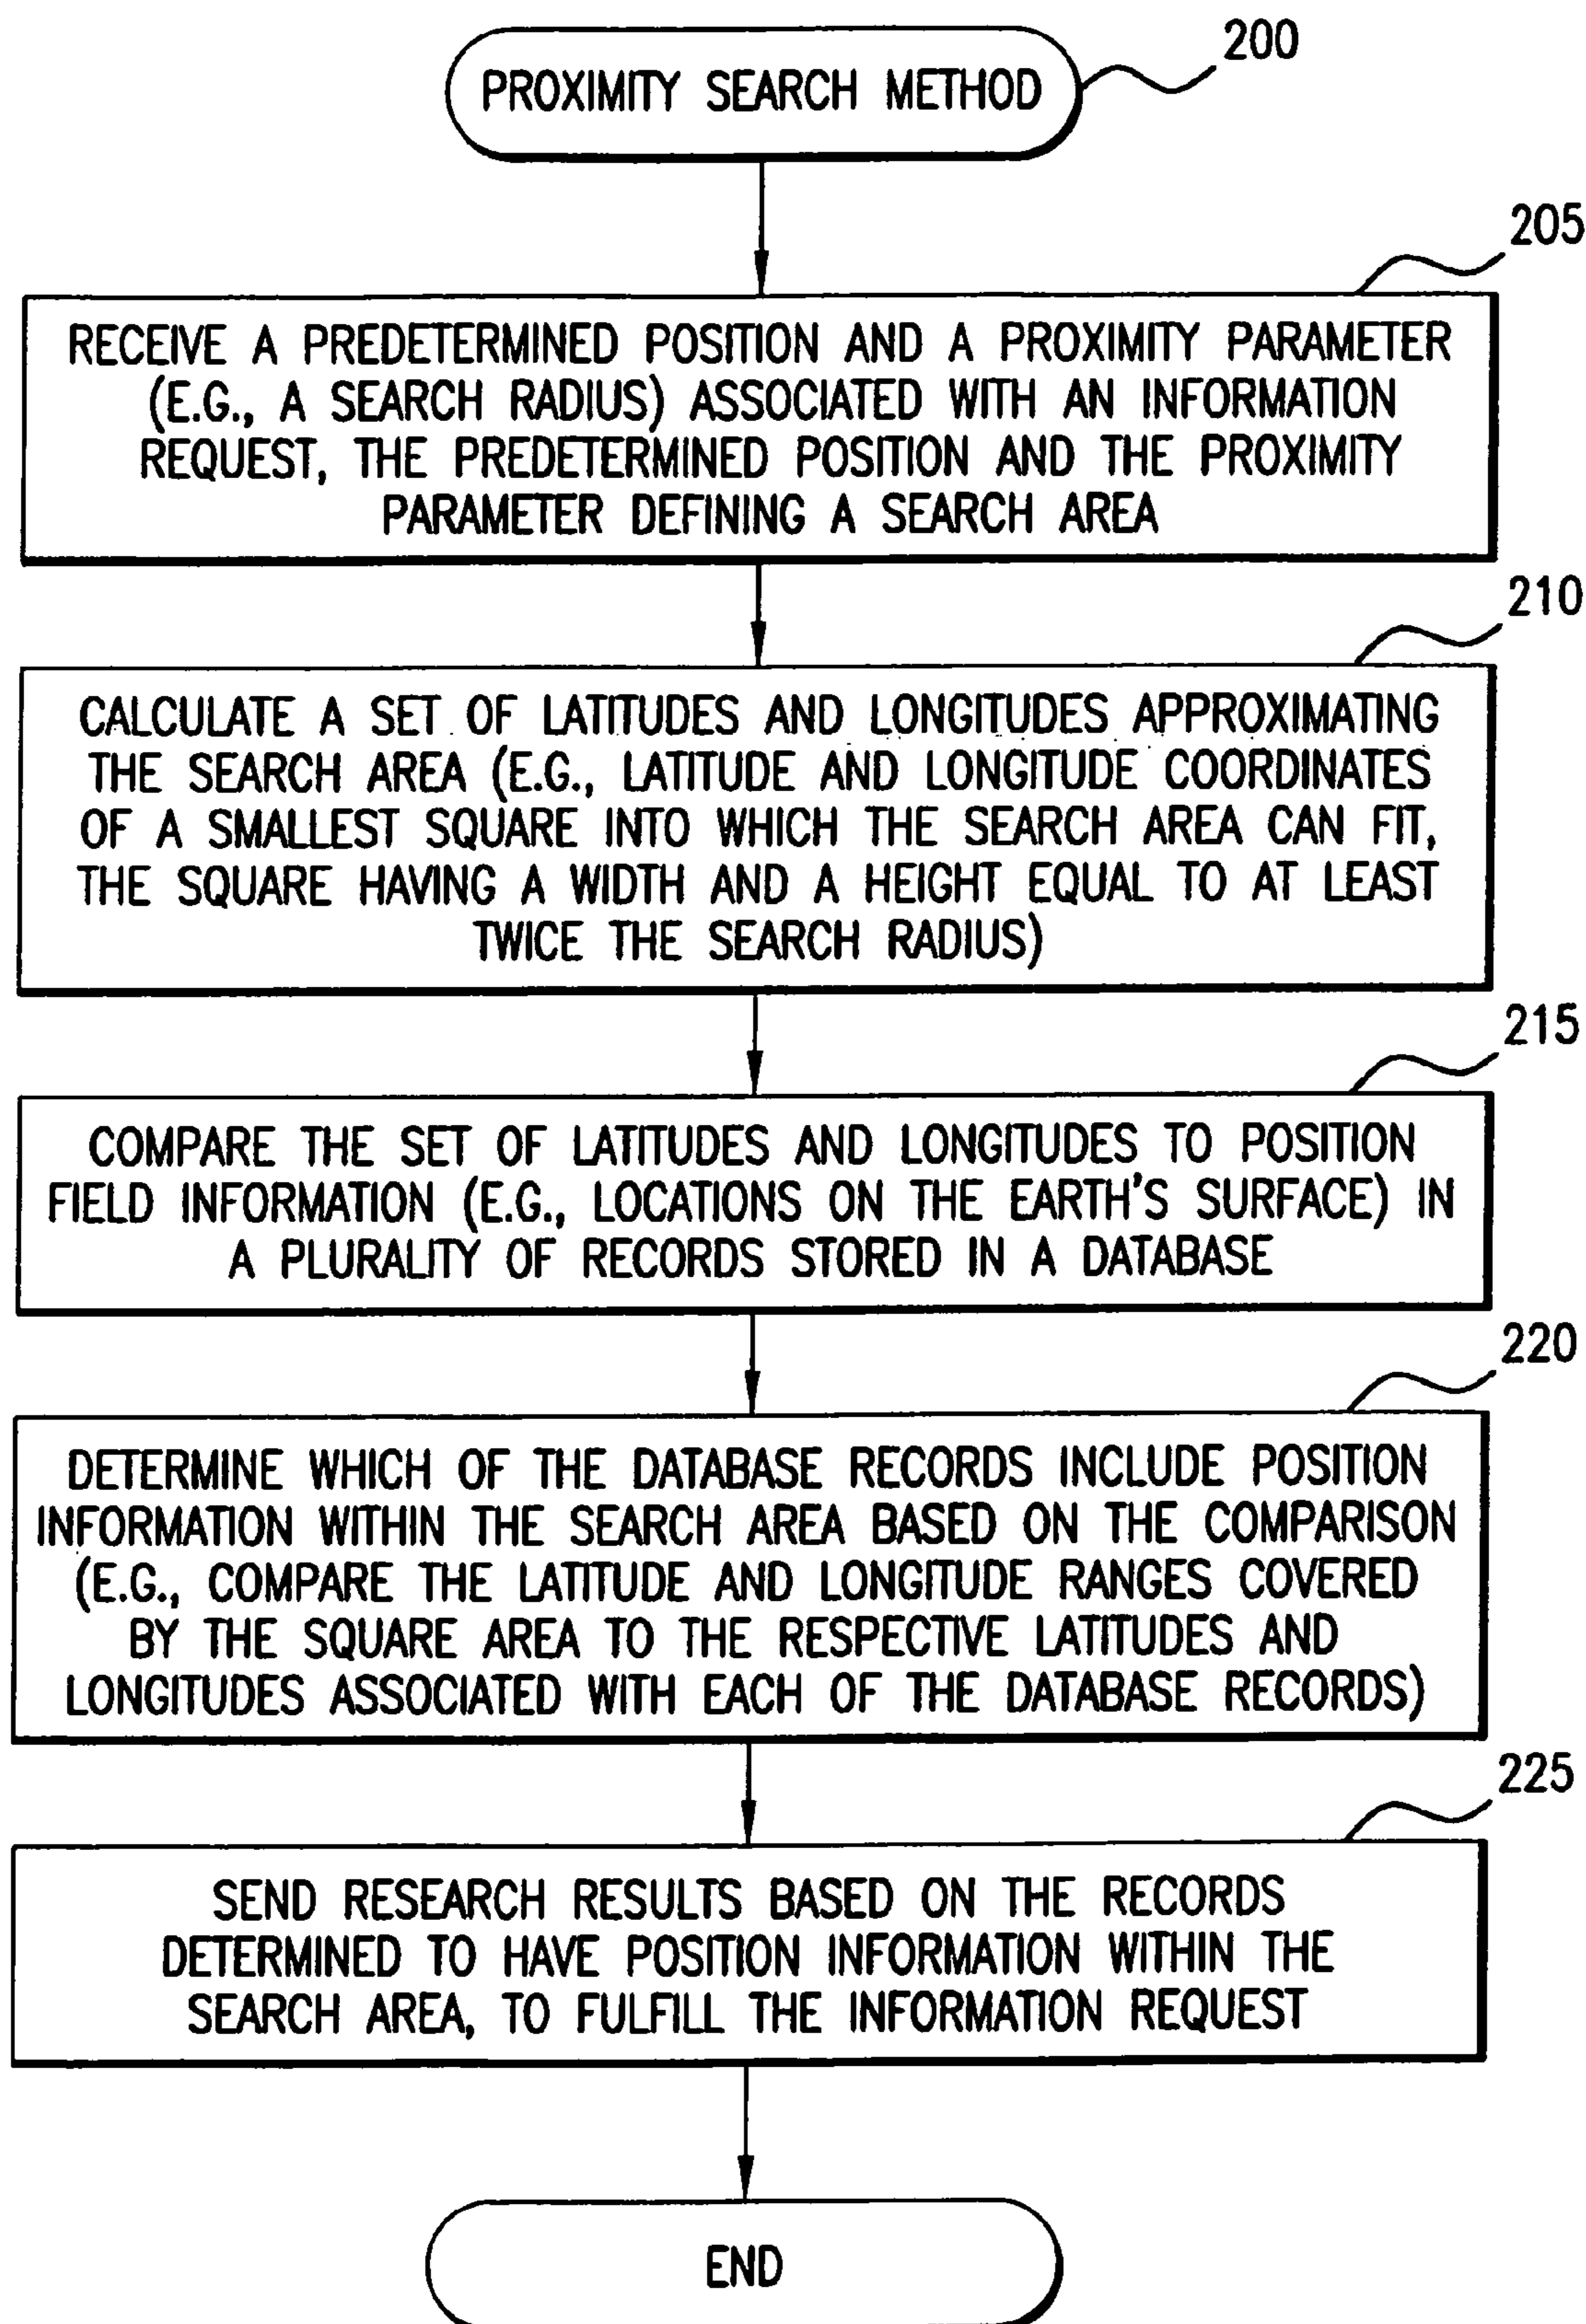 200
PROXIMITY SEARCH METHOD
205
RECEIVE A PREDETERMINED POSITION AND A PROXIMITY PARAMETER
(E.G., A SEARCH RADIUS) ASSOCIATED WITH AN INFORMATION
REQUEST, THE PREDETERMINED POSITION AND THE PROXIMITY
PARAMETER DEFINING A SEARCH AREA
210
CALCULATE A SET OF LATITUDES AND LONGITUDES APPROXIMATING
THE SEARCH AREA (E.G., LATITUDE AND LONGITUDE COORDINATES
OF A SMALLEST SQUARE INTO WHICH THE SEARCH AREA CAN FIT,
THE SQUARE HAVING A WIDTH AND A HEIGHT EQUAL TO AT LEAST
TWICE THE SEARCH RADIUS)
215
COMPARE THE SET OF LATITUDES AND LONGITUDES TO POSITION
FIELD INFORMATION (E.G., LOCATIONS ON THE EARTH'S SURFACE) IN
A PLURALITY OF RECORDS STORED IN A DATABASE
220
DETERMINE WHICH OF THE DATABASE RECORDS INCLUDE POSITION
INFORMATION WITHIN THE SEARCH AREA BASED ON THE COMPARISON
(E.G., COMPARE THE LATITUDE AND LONGITUDE RANGES COVERED
BY THE SQUARE AREA TO THE RESPECTIVE LATITUDES AND
LONGITUDES ASSOCIATED WITH EACH OF THE DATABASE RECORDS)
225
SEND RESEARCH RESULTS BASED ON THE RECORDS
DETERMINED TO HAVE POSITION INFORMATION WITHIN THE
SEARCH AREA, TO FULFILL THE INFORMATION REQUEST
END